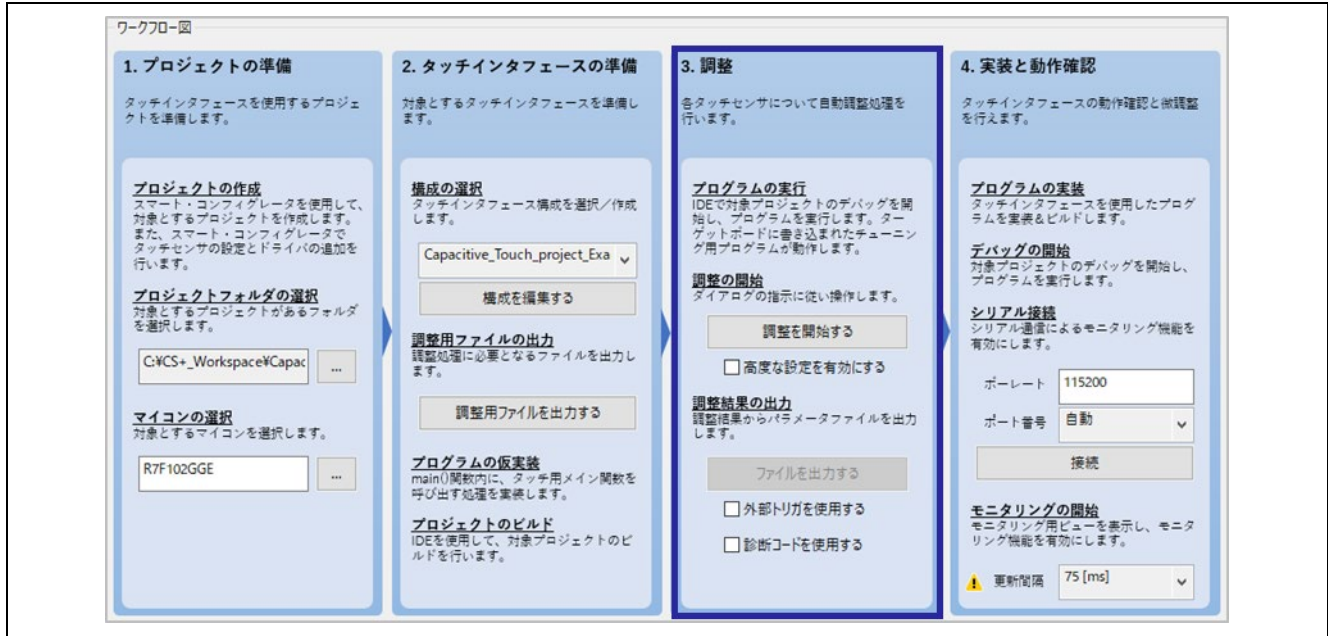 ワークフロー図
1. プロジェクトの準備
タッチインタフェースを使用するプロジェ
クトを準備します。
プロジェクトの作成
スマート・コンフィグレータを使用して、
対象とするプロジェクトを作成します。
また、スマート・コンフィグレータで
タッチセンサの設定とドライバの追加を
行います。
プロジェクトフォルダの選択
対象とするプロジェクトがあるフォルダ
を選択します。
C:¥CS+_Workspace¥Capac
...
マイコンの選択
対象とするマイコンを選択します。
R7F102GGE
...
2. タッチインタフェースの準備
対象とするタッチインタフェースを準備し
ます。
構成の選択
タッチインタフェース構成を選択／作成
します。
Capacitive_Touch_project_Exa
構成を編集する
調整用ファイルの出力
調整処理に必要となるファイルを出力し
ます。
調整用ファイルを出力する
プログラムの仮実装
main()関数内に、タッチ用メイン関数を
呼び出す処理を実装します。
プロジェクトのビルド
IDEを使用して、対象プロジェクトのビ
ルドを行います。
3. 調整
各タッチセンサについて自動調整処理を
行います。
プログラムの実行
IDEで対象プロジェクトのデバッグを開
始し、プログラムを実行します。ター
ゲットボードに書き込まれたチューニン
グ用プログラムが動作します。
調整の開始
ダイアログの指示に従い操作します。
調整を開始する
高度な設定を有効にする
調整結果の出力
調整結果からパラメータファイルを出力
します。
ファイルを出力する
外部トリガを使用する
診断コードを使用する
4. 実装と動作確認
タッチインタフェースの動作確認と微調整
を行えます。
プログラムの実装
タッチインタフェースを使用したプログ
ラムを実装&ビルドします。
デバッグの開始
対象プロジェクトのデバッグを開始し、
プログラムを実行します。
シリアル接続
シリアル通信によるモニタリング機能を
有効にします。
ボーレート 115200
ポート番号 自動
接続
モニタリングの開始
モニタリング用ビューを表示し、モニタ
リング機能を有効にします。
更新間隔 75 [ms]